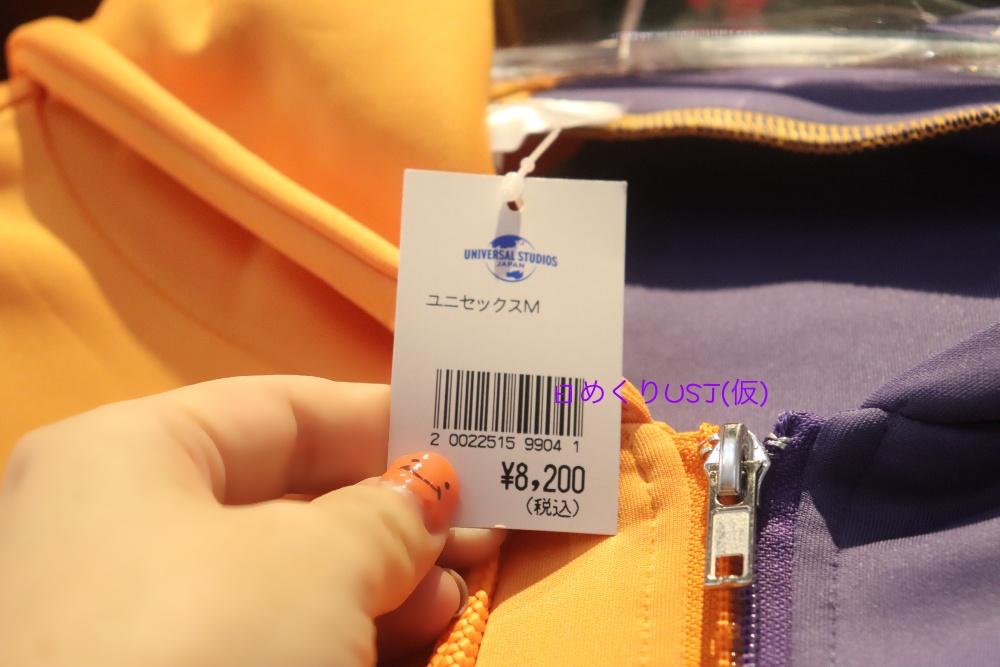 UNIVERSAL STUDIOS
JAPAN
ユニセックスM
日めくりUSJ(仮)
2 0022515 9904 1
¥8,200
(税込)